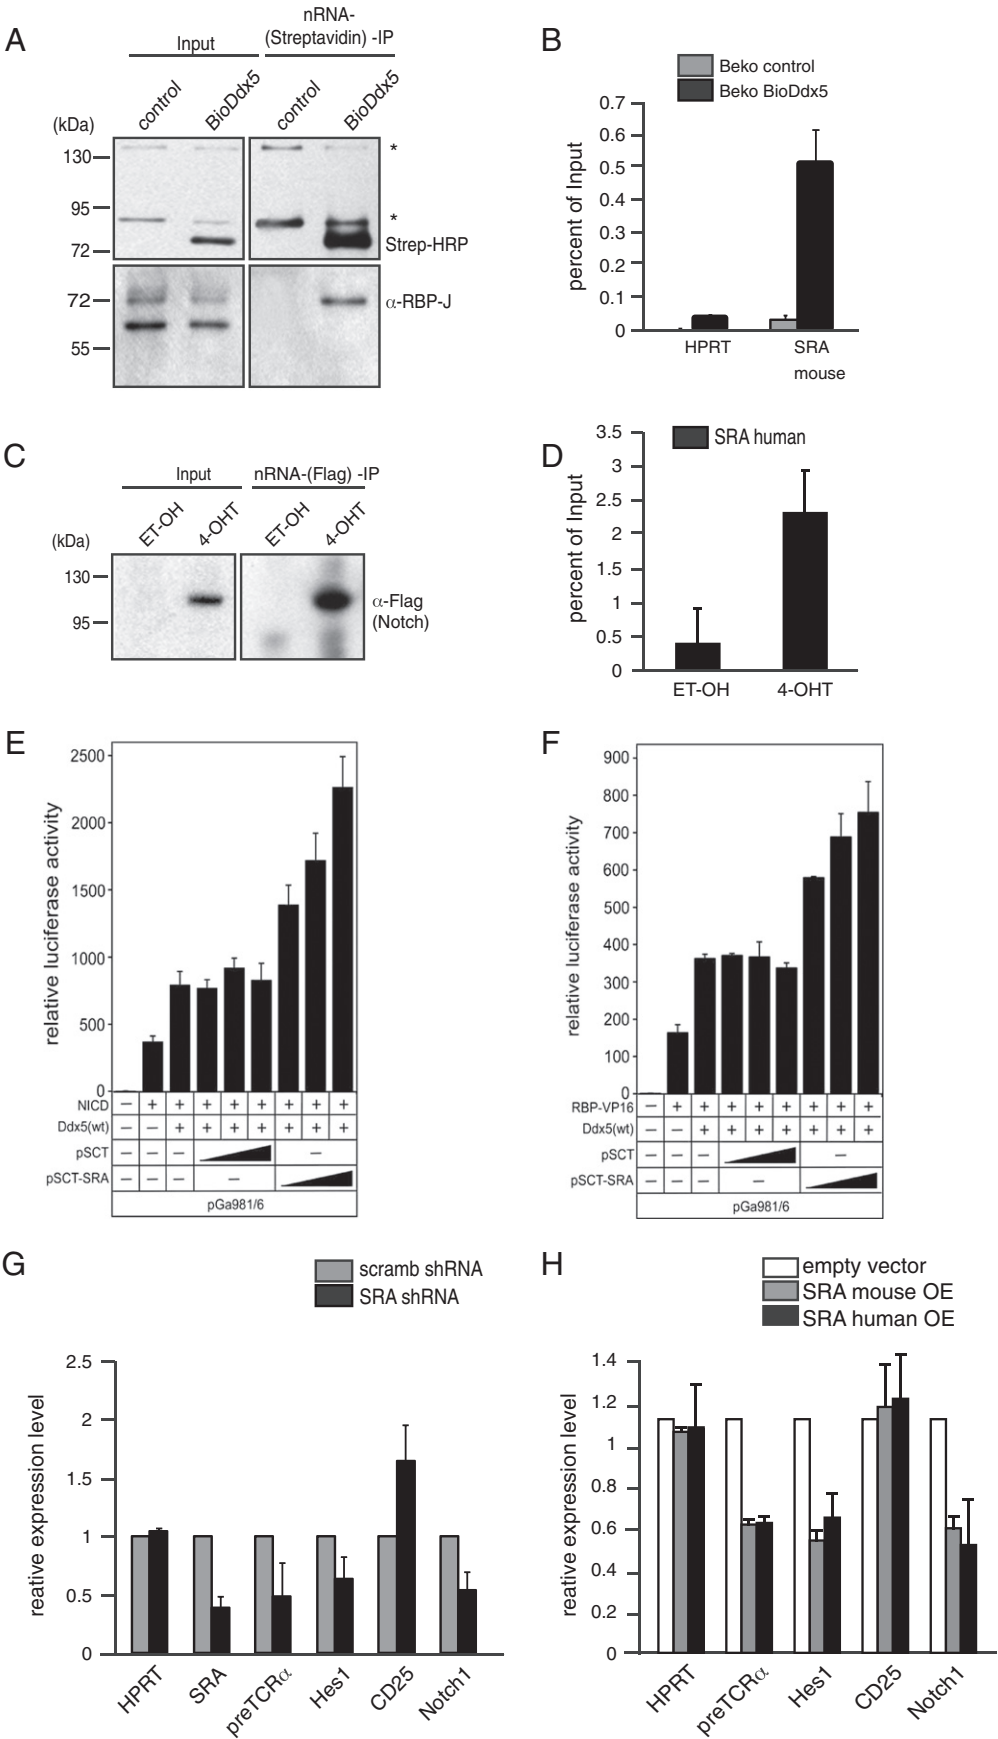 A
Input
nRNA-
(Streptavidin) -IP
control
BioDdx5
control
BioDdx5
(kDa)
130
95
72
72
55
*
*
Strep-HRP
α-RBP-J
B
Beko control
Beko BioDdx5
percent of Input
0.7
0.6
0.5
0.4
0.3
0.2
0.1
0
HPRT
SRA
mouse
C
Input
nRNA-(Flag) -IP
ET-OH
4-OHT
ET-OH
4-OHT
(kDa)
130
95
α-Flag
(Notch)
D
SRA human
percent of Input
3.5
3
2.5
2
1.5
1
0.5
0
ET-OH
4-OHT
E
relative luciferase activity
2500
2000
1500
1000
500
0
NICD – + + + + + + + +
Ddx5(wt) – – + + + + + + +
pSCT – – – –
pSCT-SRA – – – –
pGa981/6
F
relative luciferase activity
900
800
700
600
500
400
300
200
100
0
RBP-VP16 – + + + + + + + +
Ddx5(wt) – – + + + + + + +
pSCT – – – –
pSCT-SRA – – – –
pGa981/6
G
scramb shRNA
SRA shRNA
reative expression level
2.5
2
1.5
1
0.5
0
HPRT
SRA
preTCRα
Hes1
CD25
Notch1
H
empty vector
SRA mouse OE
SRA human OE
reative expression level
1.4
1.2
1
0.8
0.6
0.4
0.2
0
HPRT
preTCRα
Hes1
CD25
Notch1